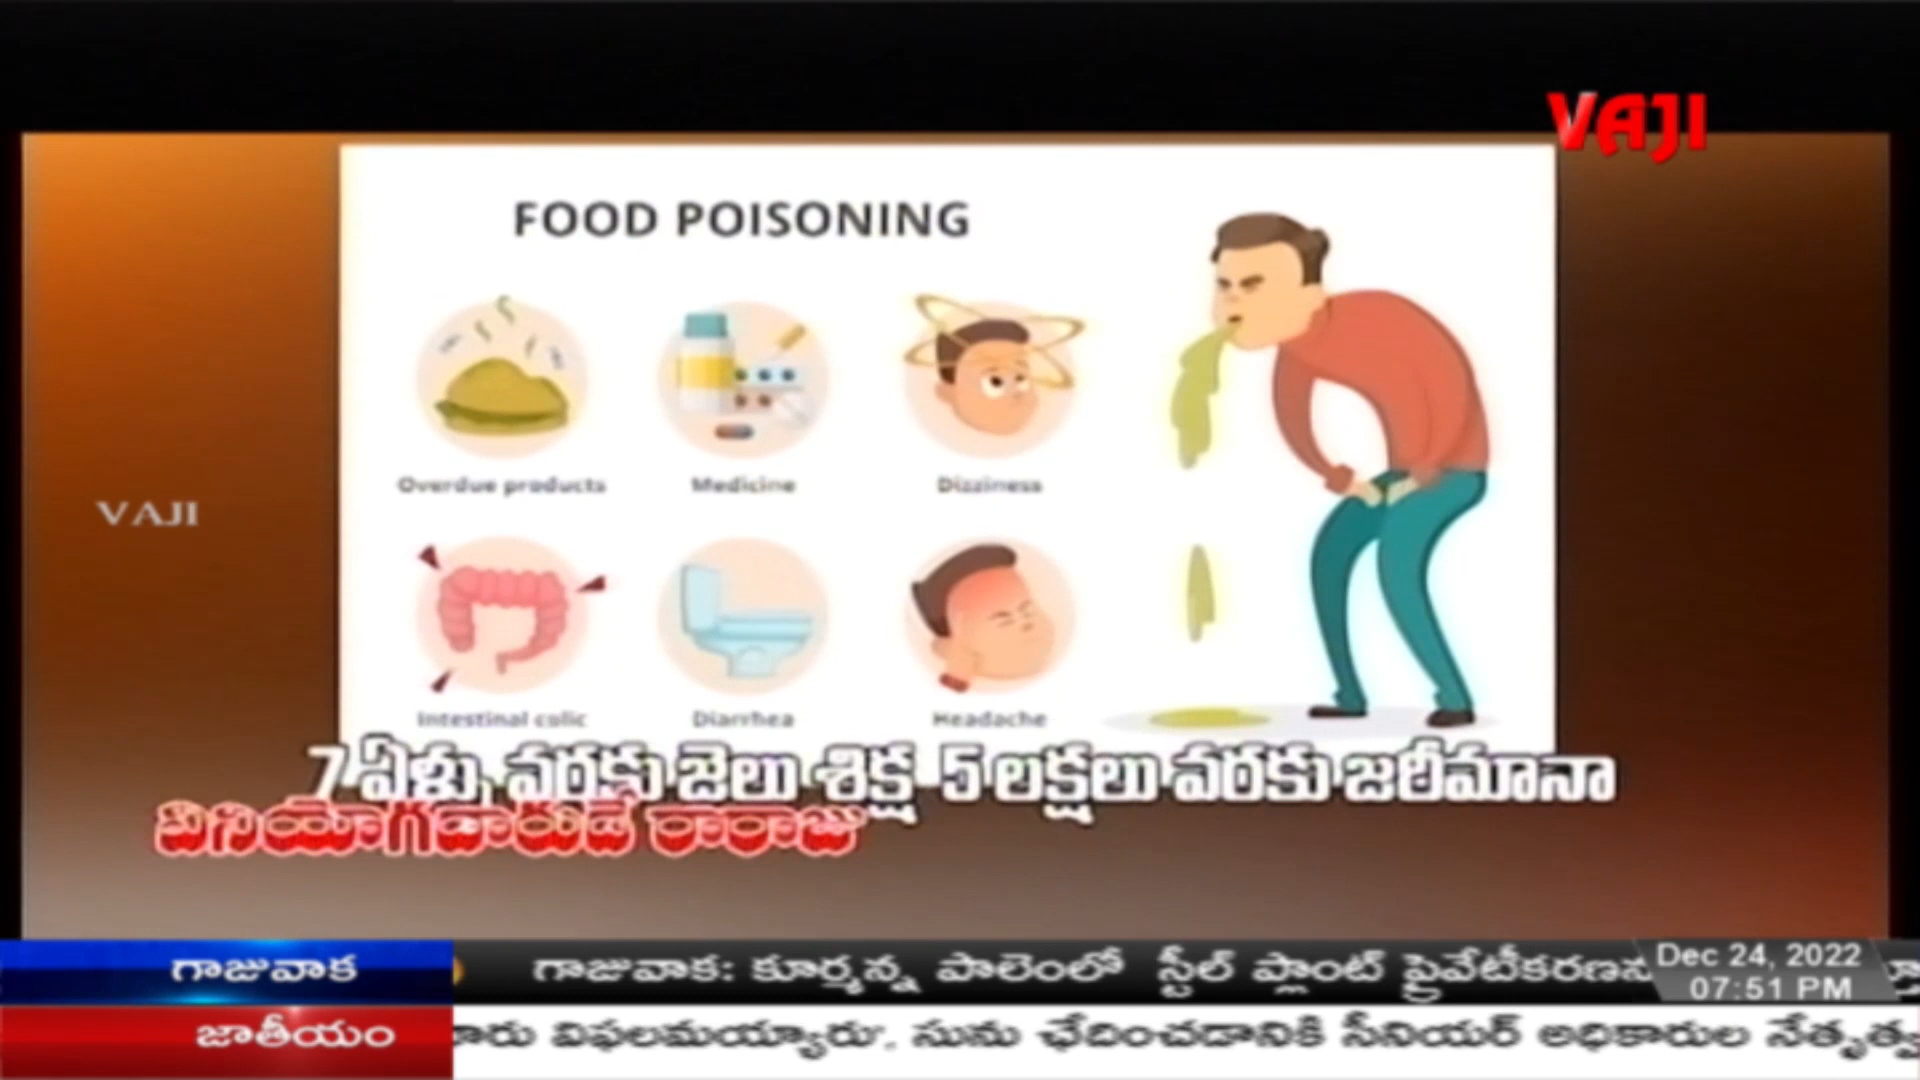 VAJI
FOOD POISONING
Overdue products
Medicine
Dizziness
VAJI
Intestinal colic
Diarrhea
Headache
7 ఏళ్ళు వరకు జైలు శిక్ష 5 లక్షలు వరకు జరీమానా
వినియోగదారుడే రారాజు
గాజువాక
గాజువాక: కూర్మన్న పాలెంలో స్టీల్ ప్లాంట్ ప్రైవేటీకరణను
Dec 24, 2022
07:51 PM
జాతీయం
విఫలమయ్యారు'. సును ఛేదించడానికి సీనియర్ అధికారుల నేతృత్వ